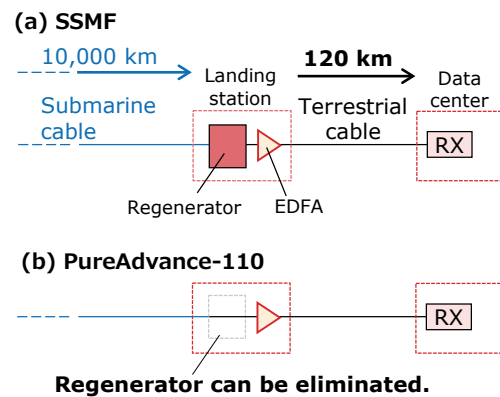 (a) SSMF
10,000 km
Landing
station
120 km
Data
center
Submarine
cable
Terrestrial
cable
RX
Regenerator
EDFA
(b) PureAdvance-110
RX
Regenerator can be eliminated.